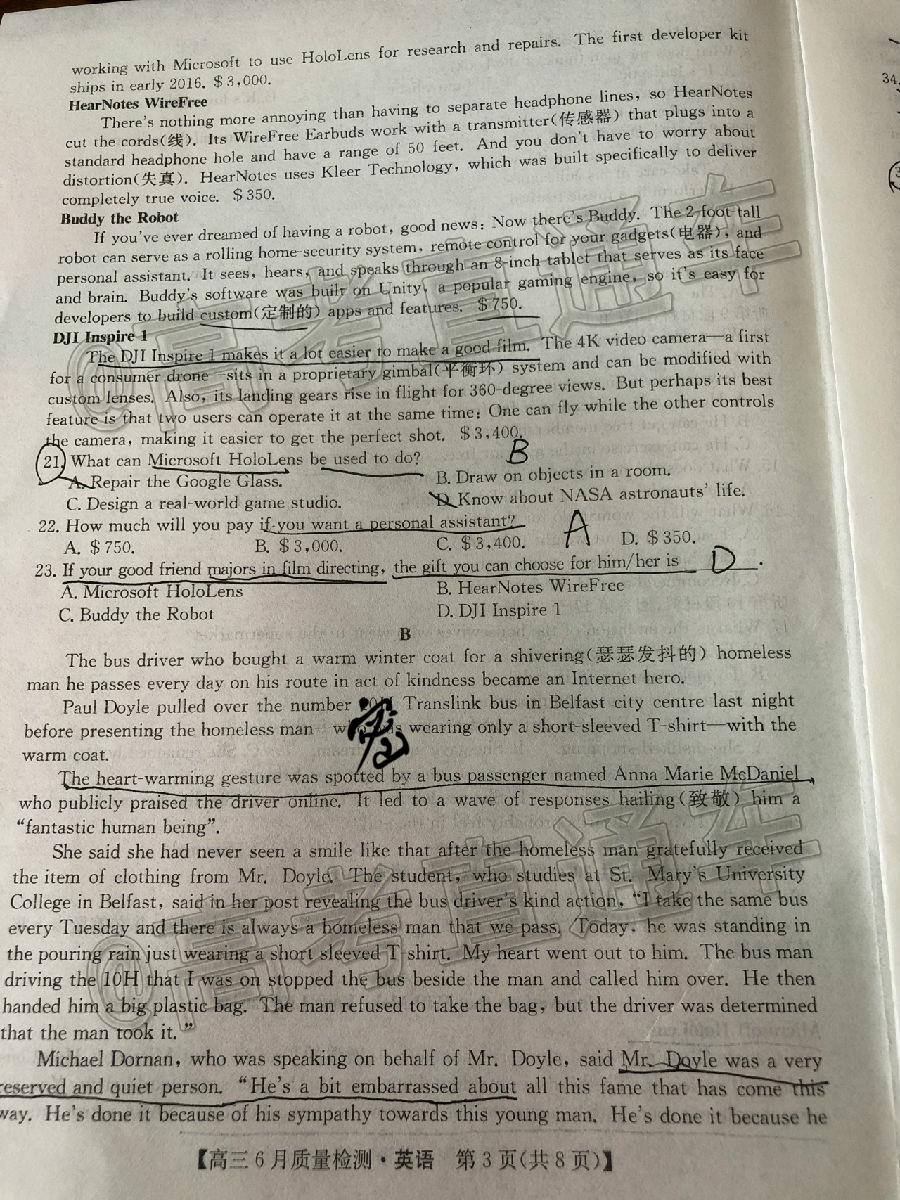 working with Microsoft to use HoloLens for research and repairs. The first developer kit
ships in early 2016. $3,000.
HearNotes WireFree
There's nothing more annoying than having to separate headphone lines, so HearNotes
cut the cords(线). Its WireFree Earbuds work with a transmitter(传感器) that plugs into a
standard headphone hole and have a range of 50 feet. And you don't have to worry about
distortion(失真). HearNotes uses Kleer Technology, which was built specifically to deliver
completely true voice. $350.
Buddy the Robot
If you've ever dreamed of having a robot, good news: Now there's Buddy. The 2-foot tall
robot can serve as a rolling home-security system, remote control for your gadgets(电器), and
personal assistant. It sees, hears, and speaks through an 8-inch tablet that serves as its face
and brain. Buddy's software was built on Unity, a popular gaming engine, so it's easy for
developers to build custom(定制的) apps and features. $750.
DJI Inspire 1
The DJI Inspire 1 makes it a lot easier to make a good film. The 4K video camera—a first
for a consumer drone—sits in a proprietary gimbal(平衡环) system and can be modified with
custom lenses. Also, its landing gears rise in flight for 360-degree views. But perhaps its best
feature is that two users can operate it at the same time: One can fly while the other controls
the camera, making it easier to get the perfect shot. $3,400.
21. What can Microsoft HoloLens be used to do? B
A. Repair the Google Glass. B. Draw on objects in a room.
C. Design a real-world game studio. D. Know about NASA astronauts' life.
22. How much will you pay if you want a personal assistant? A
A. $750. B. $3,000. C. $3,400. D. $350.
23. If your good friend majors in film directing, the gift you can choose for him/her is D.
A. Microsoft HoloLens B. HearNotes WireFree
C. Buddy the Robot D. DJI Inspire 1
B
The bus driver who bought a warm winter coat for a shivering(瑟瑟发抖的) homeless
man he passes every day on his route in act of kindness became an Internet hero.
Paul Doyle pulled over the number Translink bus in Belfast city centre last night
before presenting the homeless man wearing only a short-sleeved T-shirt—with the
warm coat.
The heart-warming gesture was spotted by a bus passenger named Anna Marie McDaniel,
who publicly praised the driver online. It led to a wave of responses hailing(致敬) him a
"fantastic human being".
She said she had never seen a smile like that after the homeless man gratefully received
the item of clothing from Mr. Doyle. The student, who studies at St. Mary's University
College in Belfast, said in her post revealing the bus driver's kind action, "I take the same bus
every Tuesday and there is always a homeless man that we pass. Today, he was standing in
the pouring rain just wearing a short sleeved T shirt. My heart went out to him. The bus man
driving the 10H that I was on stopped the bus beside the man and called him over. He then
handed him a big plastic bag. The man refused to take the bag, but the driver was determined
that the man took it."
Michael Dornan, who was speaking on behalf of Mr. Doyle, said Mr. Doyle was a very
reserved and quiet person. "He's a bit embarrassed about all this fame that has come this
way. He's done it because of his sympathy towards this young man. He's done it because he
【高三6月质量检测·英语 第3页(共8页)】
34.
@高考直通车
@高考直通车